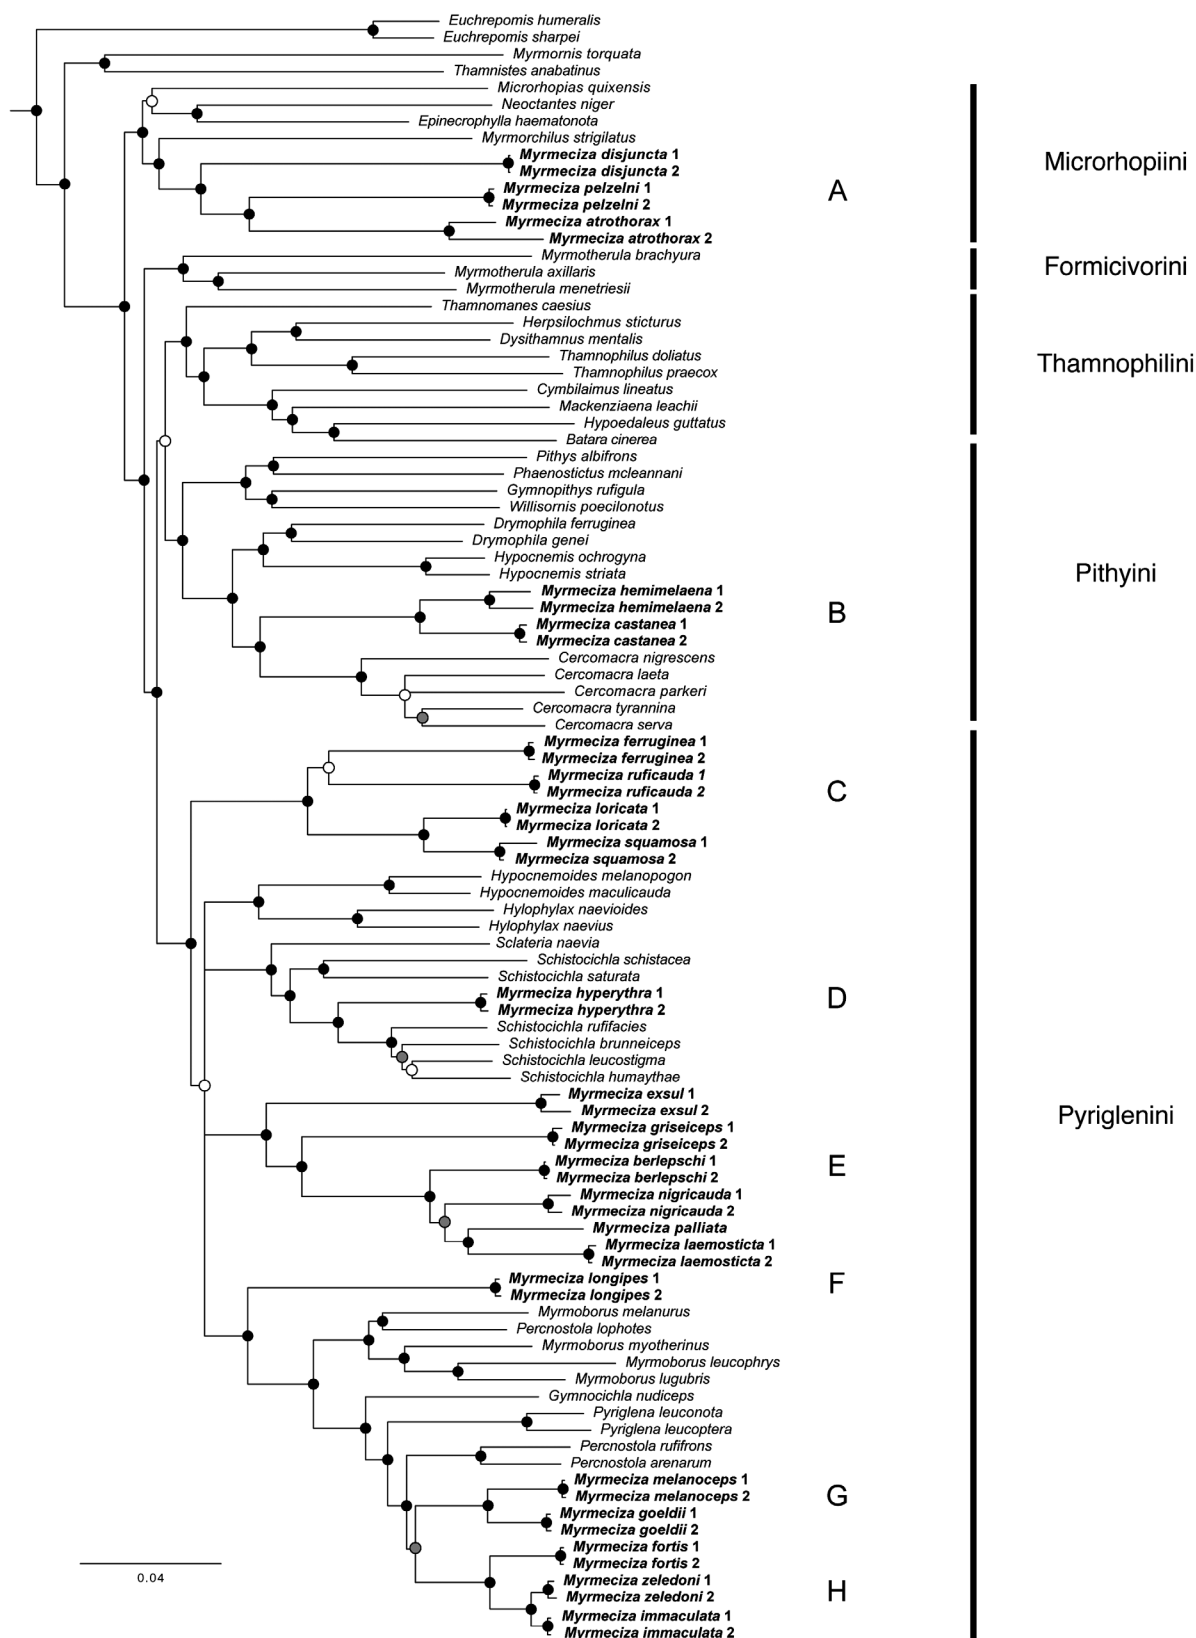 Euchrepomis humeralis
Euchrepomis sharpei
Myrmornis torquata
Thamnistes anabatinus
Microrhopias quixensis
Neoctantes niger
Epinecrophylla haematonota
Myrmorchilus strigilatus
Myrmeciza disjuncta 1
Myrmeciza disjuncta 2
Myrmeciza pelzelni 1
Myrmeciza pelzelni 2
Myrmeciza atrothorax 1
Myrmeciza atrothorax 2
A
Microrhopiini
Myrmotherula brachyura
Myrmotherula axillaris
Myrmotherula menetriesii
Formicivorini
Thamnomanes caesius
Herpsilochmus sticturus
Dysithamnus mentalis
Thamnophilus doliatus
Thamnophilus praecox
Cymbilaimus lineatus
Mackenziaena leachii
Hypoedaleus guttatus
Batara cinerea
Thamnophilini
Pithys albifrons
Phaenostictus mcleannani
Gymnopithys rufigula
Willisornis poecilonotus
Drymophila ferruginea
Drymophila genei
Hypocnemis ochrogyna
Hypocnemis striata
Myrmeciza hemimelaena 1
Myrmeciza hemimelaena 2
Myrmeciza castanea 1
Myrmeciza castanea 2
B
Cercomacra nigrescens
Cercomacra laeta
Cercomacra parkeri
Cercomacra tyrannina
Cercomacra serva
Pithyini
Myrmeciza ferruginea 1
Myrmeciza ferruginea 2
Myrmeciza ruficauda 1
Myrmeciza ruficauda 2
Myrmeciza loricata 1
Myrmeciza loricata 2
Myrmeciza squamosa 1
Myrmeciza squamosa 2
C
Hypocnemoides melanopogon
Hypocnemoides maculicauda
Hylophylax naevioides
Hylophylax naevius
Sclateria naevia
Schistocichla schistacea
Schistocichla saturata
Myrmeciza hyperythra 1
Myrmeciza hyperythra 2
D
Schistocichla rufifacies
Schistocichla brunneiceps
Schistocichla leucostigma
Schistocichla humaythae
Myrmeciza exsul 1
Myrmeciza exsul 2
Myrmeciza griseiceps 1
Myrmeciza griseiceps 2
Myrmeciza berlepschi 1
Myrmeciza berlepschi 2
Myrmeciza nigricauda 1
Myrmeciza nigricauda 2
Myrmeciza palliata
Myrmeciza laemosticta 1
Myrmeciza laemosticta 2
E
Pyriglenini
Myrmeciza longipes 1
Myrmeciza longipes 2
F
Myrmoborus melanurus
Percnostola lophotes
Myrmoborus myotherinus
Myrmoborus leucophrys
Myrmoborus lugubris
Gymnocichla nudiceps
Pyriglena leuconota
Pyriglena leucoptera
Percnostola rufifrons
Percnostola arenarum
Myrmeciza melanoceps 1
Myrmeciza melanoceps 2
Myrmeciza goeldii 1
Myrmeciza goeldii 2
G
Myrmeciza fortis 1
Myrmeciza fortis 2
Myrmeciza zeledoni 1
Myrmeciza zeledoni 2
Myrmeciza immaculata 1
Myrmeciza immaculata 2
H
0.04